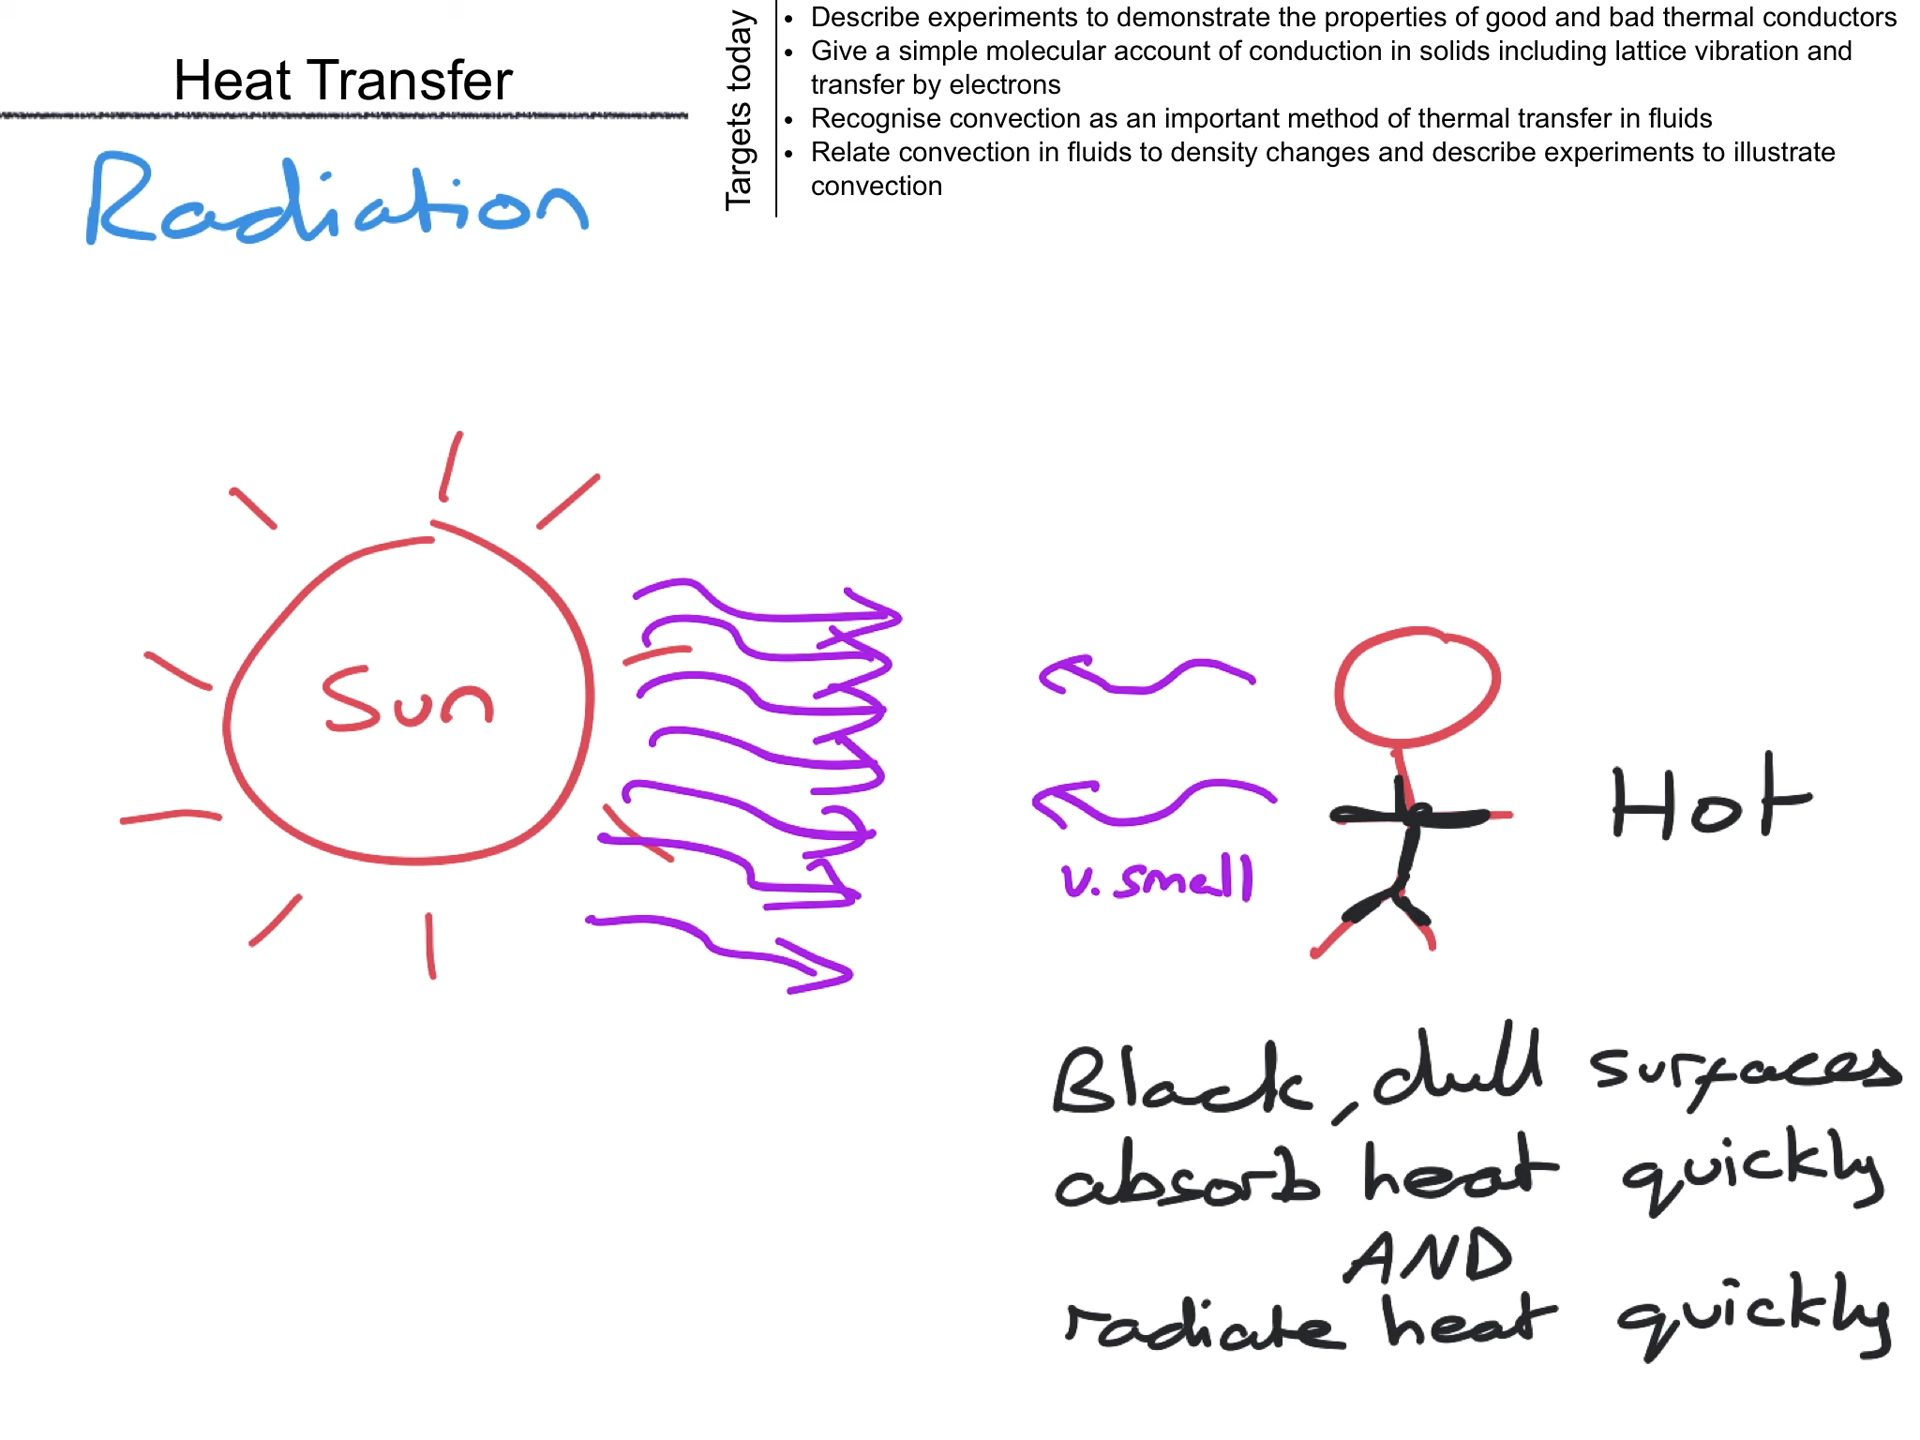 Heat Transfer
Radiation
Targets today
• Describe experiments to demonstrate the properties of good and bad thermal conductors
• Give a simple molecular account of conduction in solids including lattice vibration and
transfer by electrons
• Recognise convection as an important method of thermal transfer in fluids
• Relate convection in fluids to density changes and describe experiments to illustrate
convection
Sun
v. small
Hot
Black, dull surfaces
absorb heat quickly
AND
radiate heat quickly